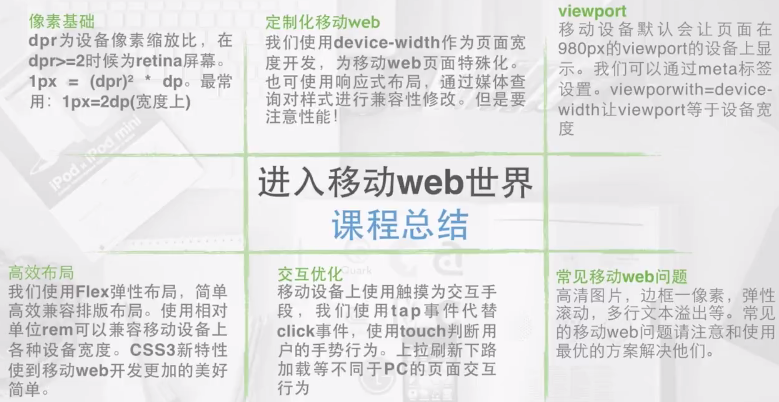 像素基础
dpr为设备像素缩放比，在
dpr>=2时候为retina屏幕。
1px = (dpr)² * dp。最常
用：1px=2dp(宽度上)
定制化移动web
我们使用device-width作为页面宽
度开发，为移动web页面特殊化。
也可使用响应式布局，通过媒体查
询对样式进行兼容性修改。但是要
注意性能！
viewport
移动设备默认会让页面在
980px的viewport的设备上显
示。我们可以通过meta标签
设置。viewporwith=device-
width让viewport等于设备宽
度
iPod & iPod mini
进入移动web世界
课程总结
高效布局
我们使用Flex弹性布局，简单
高效兼容排版布局。使用相对
单位rem可以兼容移动设备上
各种设备宽度。CSS3新特性
使到移动web开发更加的美好
简单。
交互优化
移动设备上使用触摸为交互手
段，我们使用tap事件代替
click事件，使用touch判断用
户的手势行为。上拉刷新下路
加载等不同于PC的页面交互
行为
常见移动web问题
高清图片，边框一像素，弹性
滚动，多行文本溢出等。常见
的移动web问题请注意和使用
最优的方案解决他们。